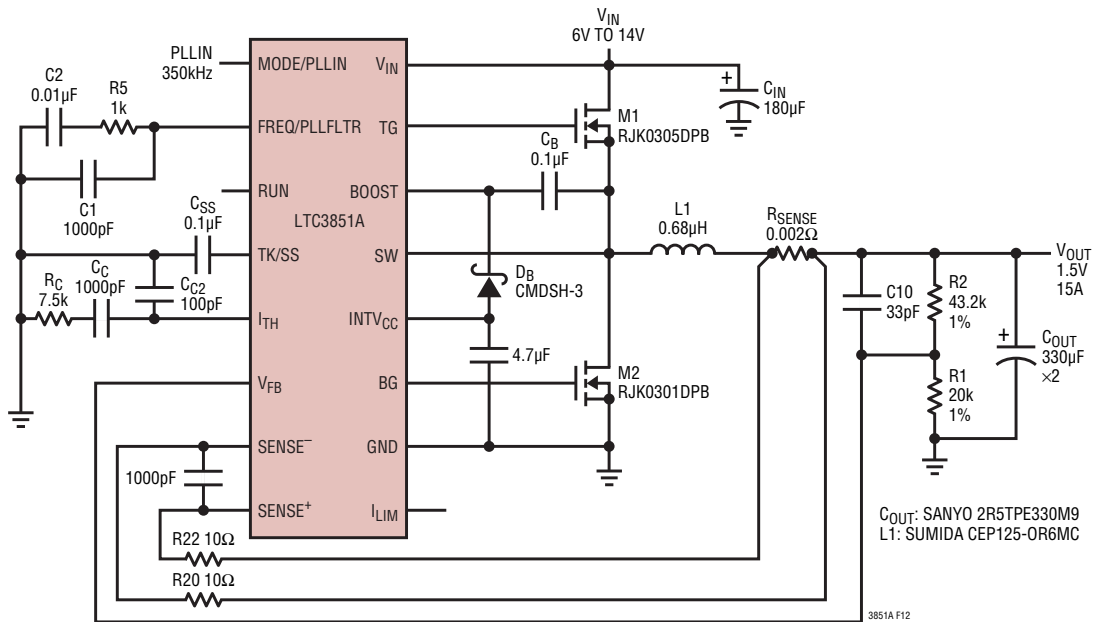 V_IN
6V TO 14V
PLLIN
350kHz
MODE/PLLIN
V_IN
C_IN
180µF
C2
0.01µF
R5
1k
FREQ/PLLFLTR
TG
M1
RJK0305DPB
C_B
0.1µF
C1
1000pF
RUN
BOOST
LTC3851A
C_SS
0.1µF
TK/SS
SW
L1
0.68µH
R_SENSE
0.002Ω
V_OUT
1.5V
15A
R_C
7.5k
C_C
1000pF
C_C2
100pF
D_B
CMDSH-3
C10
33pF
R2
43.2k
1%
I_TH
INTV_CC
4.7µF
C_OUT
330µF
×2
V_FB
BG
M2
RJK0301DPB
R1
20k
1%
SENSE⁻
GND
1000pF
SENSE⁺
I_LIM
C_OUT: SANYO 2R5TPE330M9
L1: SUMIDA CEP125-OR6MC
R22 10Ω
R20 10Ω
3851A F12